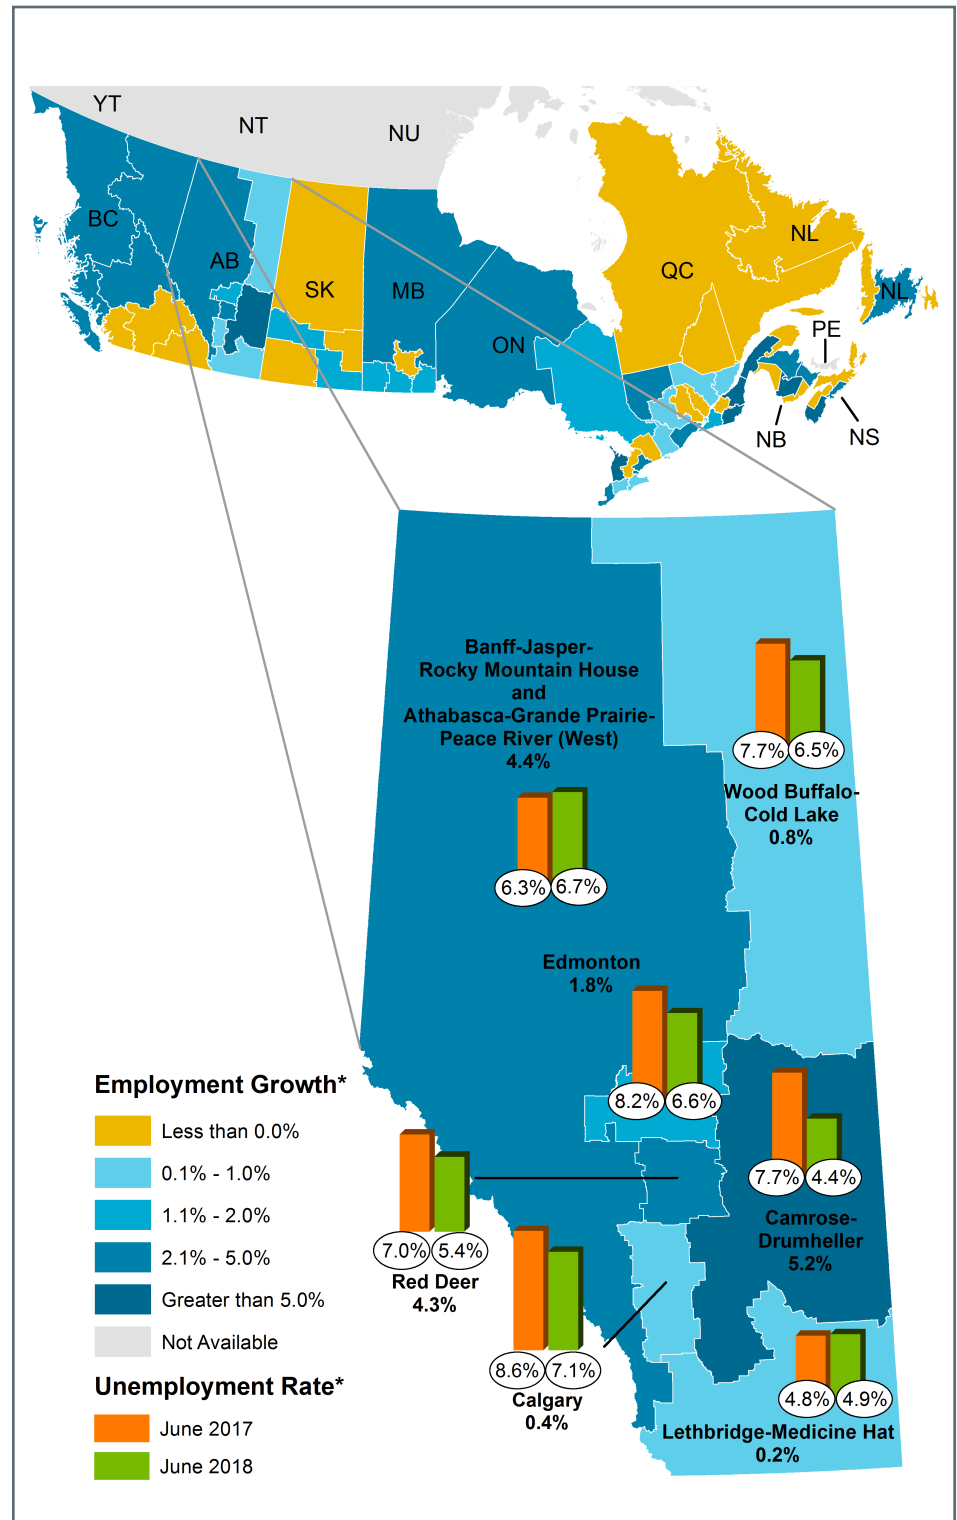 YT
NT
NU
BC
AB
SK
MB
ON
QC
NL
NL
PE
NB
NS
Banff-Jasper-
Rocky Mountain House
and
Athabasca-Grande Prairie-
Peace River (West)
4.4%
6.3% 6.7%
7.7% 6.5%
Wood Buffalo-
Cold Lake
0.8%
Edmonton
1.8%
8.2% 6.6%
7.7% 4.4%
Camrose-
Drumheller
5.2%
7.0% 5.4%
Red Deer
4.3%
8.6% 7.1%
Calgary
0.4%
4.8% 4.9%
Lethbridge-Medicine Hat
0.2%
Employment Growth*
Less than 0.0%
0.1% - 1.0%
1.1% - 2.0%
2.1% - 5.0%
Greater than 5.0%
Not Available
Unemployment Rate*
June 2017
June 2018